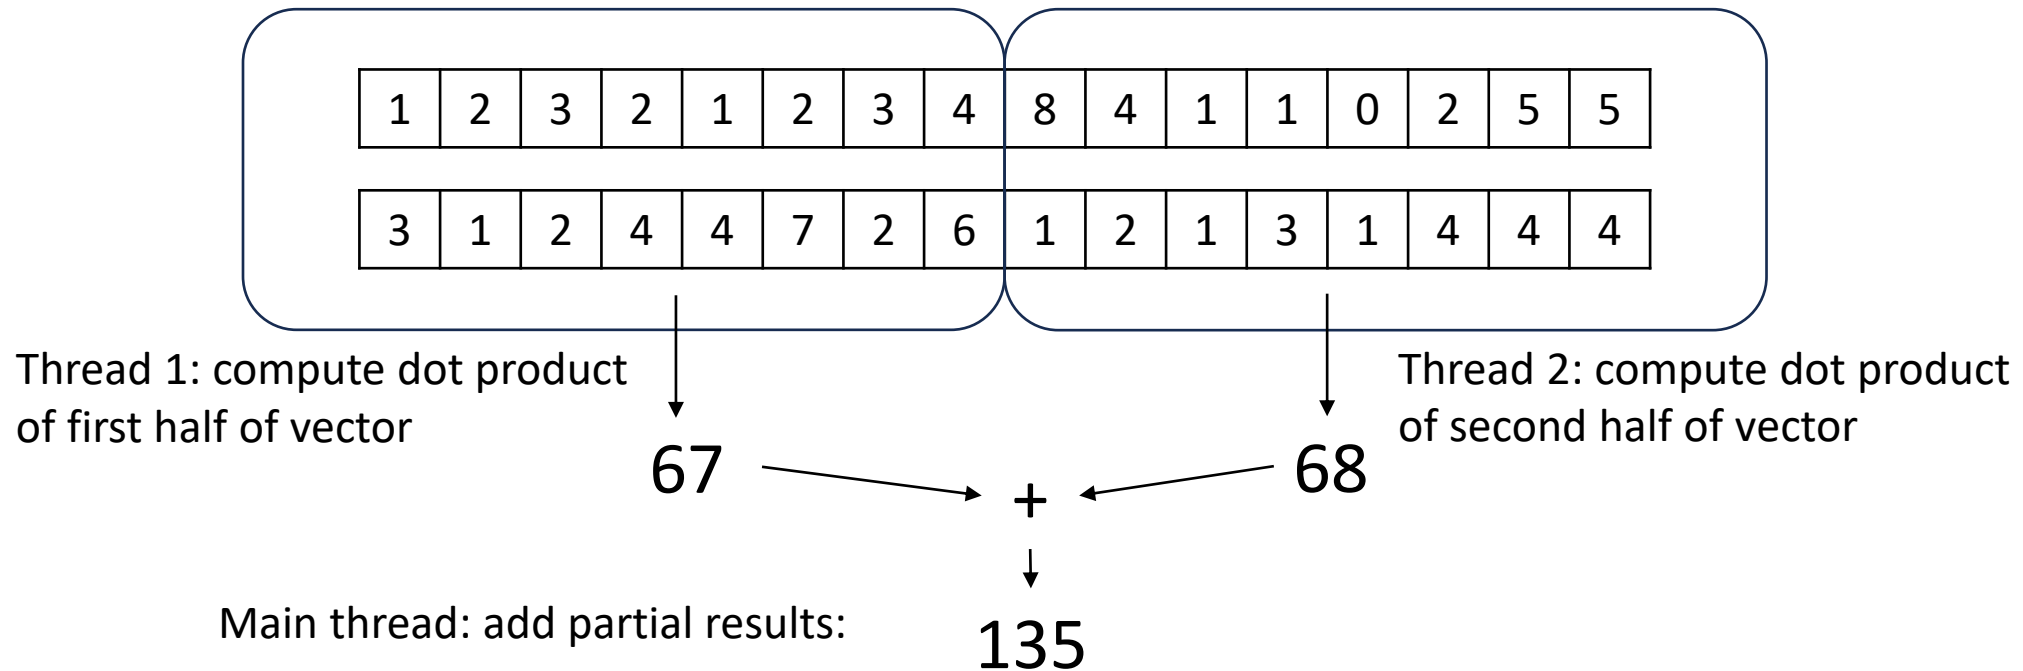 1 2 3 2 1 2 3 4 8 4 1 1 0 2 5 5
3 1 2 4 4 7 2 6 1 2 1 3 1 4 4 4
Thread 1: compute dot product
of first half of vector
Thread 2: compute dot product
of second half of vector
67
68
+
Main thread: add partial results:
135